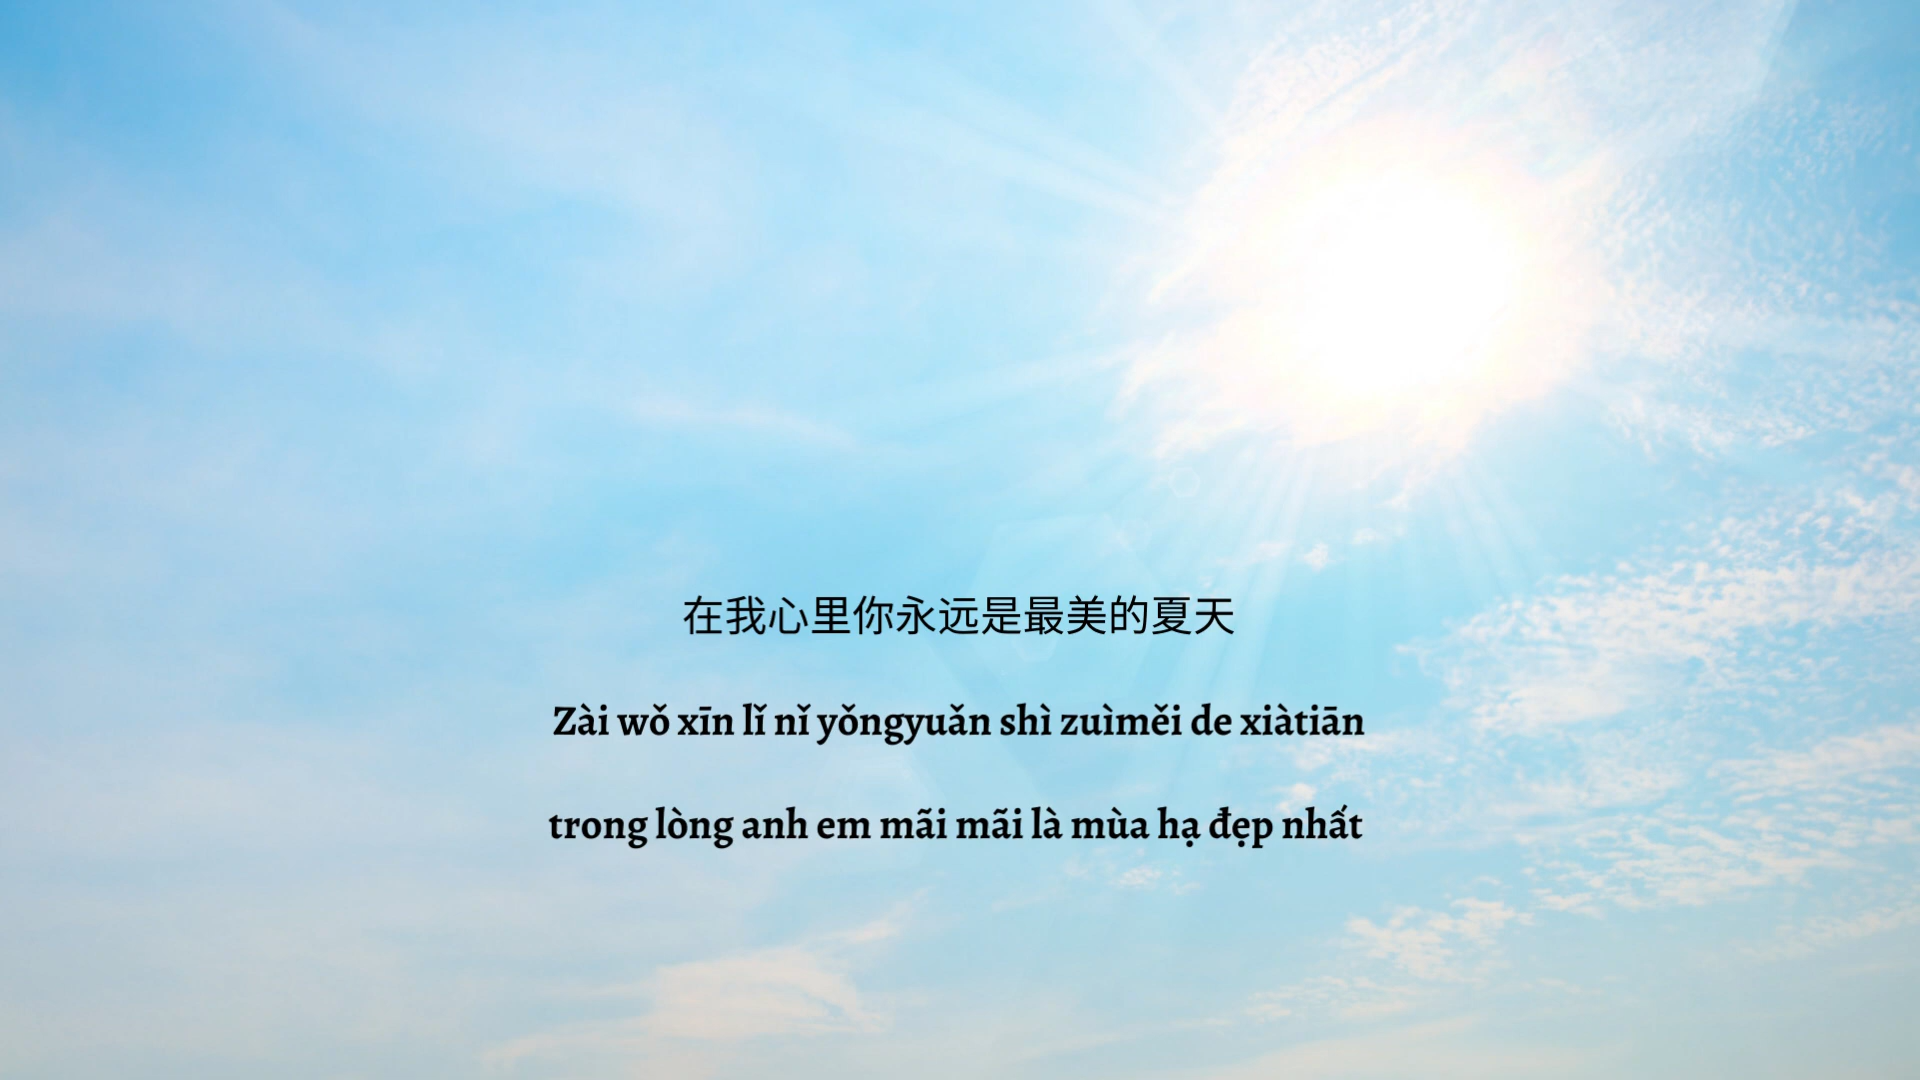 在我心里你永远是最美的夏天
Zài wǒ xīn lǐ nǐ yǒngyuǎn shì zuìměi de xiàtiān
trong lòng anh em mãi mãi là mùa hạ đẹp nhất